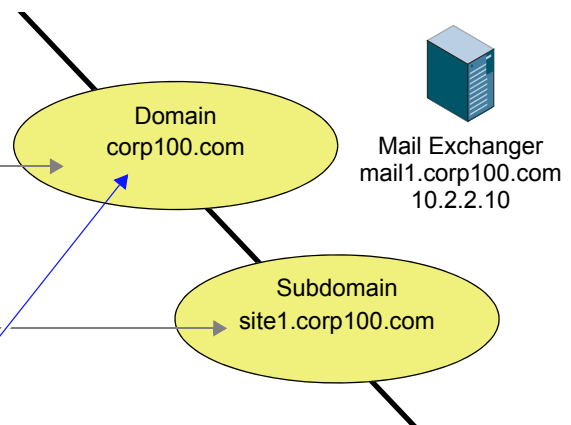 Domain
corp100.com
Mail Exchanger
mail1.corp100.com
10.2.2.10
Subdomain
site1.corp100.com